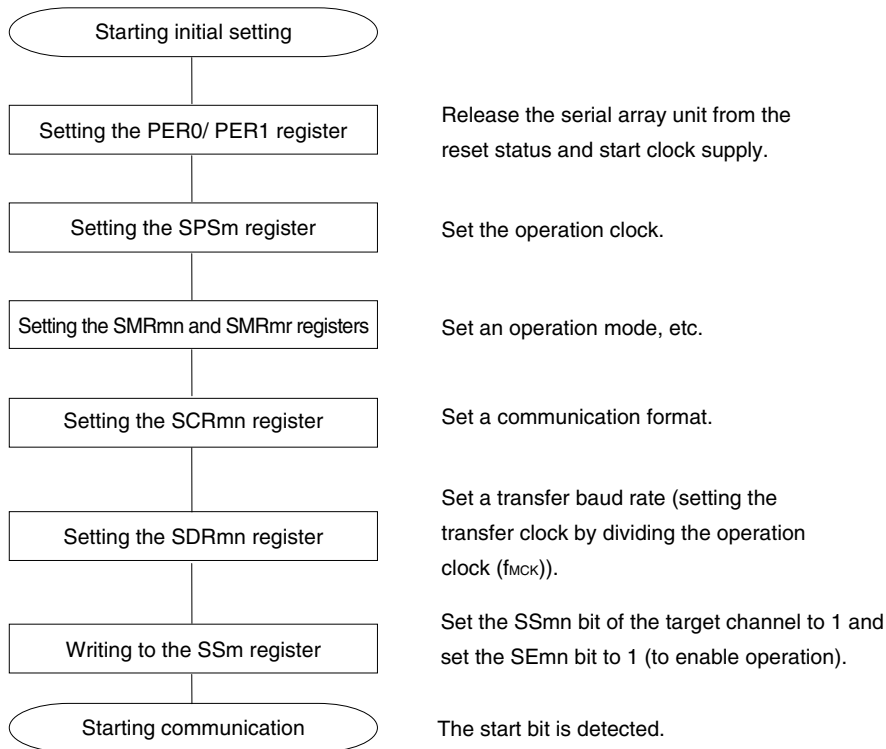 Starting initial setting
Setting the PER0/ PER1 register
Release the serial array unit from the
reset status and start clock supply.
Setting the SPSm register
Set the operation clock.
Setting the SMRmn and SMRmr registers
Set an operation mode, etc.
Setting the SCRmn register
Set a communication format.
Setting the SDRmn register
Set a transfer baud rate (setting the
transfer clock by dividing the operation
clock (fMCK)).
Writing to the SSm register
Set the SSmn bit of the target channel to 1 and
set the SEmn bit to 1 (to enable operation).
Starting communication
The start bit is detected.